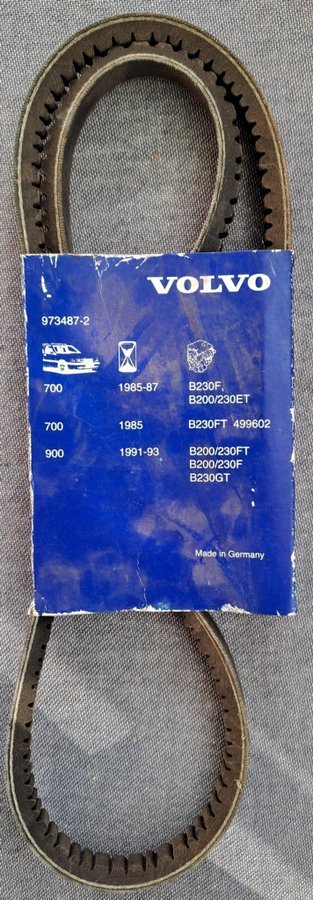 VOLVO
973487-2
700 1985-87 B230F,
B200/230ET
700 1985 B230FT 499602
900 1991-93 B200/230FT
B200/230F
B230GT
Made in Germany